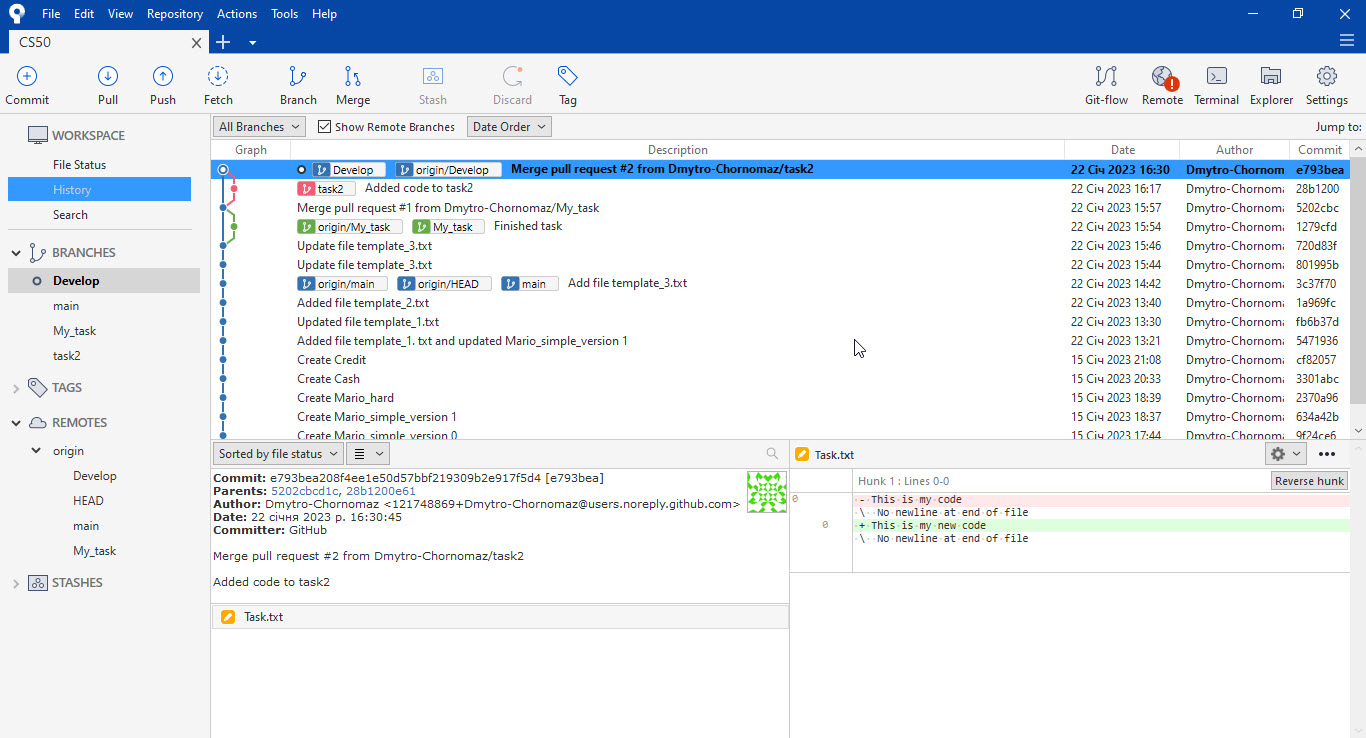 File Edit View Repository Actions Tools Help
CS50
Commit Pull Push Fetch Branch Merge Stash Discard Tag Git-flow Remote Terminal Explorer Settings
WORKSPACE
File Status
History
Search
BRANCHES
Develop
main
My_task
task2
TAGS
REMOTES
origin
Develop
HEAD
main
My_task
STASHES
All Branches Show Remote Branches Date Order Jump to:
Graph Description Date Author Commit
Develop origin/Develop Merge pull request #2 from Dmytro-Chornomaz/task2 22 Січ 2023 16:30 Dmytro-Chornom e793bea
task2 Added code to task2 22 Січ 2023 16:17 Dmytro-Chornoma 28b1200
Merge pull request #1 from Dmytro-Chornomaz/My_task 22 Січ 2023 15:57 Dmytro-Chornoma 5202cbc
origin/My_task My_task Finished task 22 Січ 2023 15:54 Dmytro-Chornoma 1279cfd
Update file template_3.txt 22 Січ 2023 15:46 Dmytro-Chornoma 720d83f
Update file template_3.txt 22 Січ 2023 15:44 Dmytro-Chornoma 801995b
origin/main origin/HEAD main Add file template_3.txt 22 Січ 2023 14:42 Dmytro-Chornoma 3c37f70
Added file template_2.txt 22 Січ 2023 13:40 Dmytro-Chornoma 1a969fc
Updated file template_1.txt 22 Січ 2023 13:30 Dmytro-Chornoma fb6b37d
Added file template_1. txt and updated Mario_simple_version 1 22 Січ 2023 13:21 Dmytro-Chornoma 5471936
Create Credit 15 Січ 2023 21:08 Dmytro-Chornoma cf82057
Create Cash 15 Січ 2023 20:33 Dmytro-Chornoma 3301abc
Create Mario_hard 15 Січ 2023 18:39 Dmytro-Chornoma 2370a96
Create Mario_simple_version 1 15 Січ 2023 18:37 Dmytro-Chornoma 634a42b
Create Mario_simple_version 0 15 Січ 2023 17:44 Dmytro-Chornoma 9f24ce6
Sorted by file status
Commit: e793bea208f4ee1e50d57bbf219309b2e917f5d4 [e793bea]
Parents: 5202cbcd1c, 28b1200e61
Author: Dmytro-Chornomaz <121748869+Dmytro-Chornomaz@users.noreply.github.com>
Date: 22 січня 2023 р. 16:30:45
Committer: GitHub
Merge pull request #2 from Dmytro-Chornomaz/task2
Added code to task2
Task.txt
Task.txt
Hunk 1 : Lines 0-0 Reverse hunk
0 - This is my code
\ No newline at end of file
0 + This is my new code
\ No newline at end of file